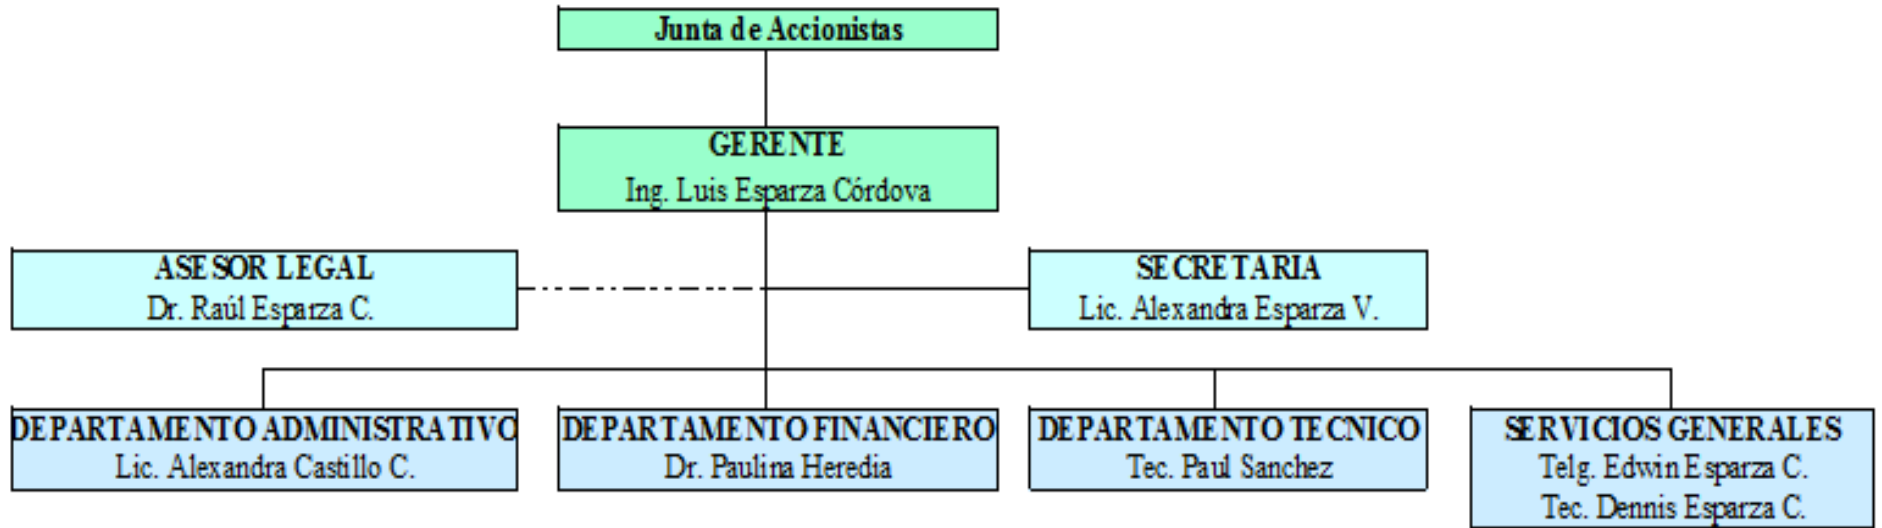 Junta de Accionistas
GERENTE
Ing. Luis Esparza Córdova
ASESOR LEGAL
Dr. Raúl Esparza C.
SECRETARIA
Lic. Alexandra Esparza V.
DEPARTAMENTO ADMINISTRATIVO
Lic. Alexandra Castillo C.
DEPARTAMENTO FINANCIERO
Dr. Paulina Heredia
DEPARTAMENTO TECNICO
Tec. Paul Sanchez
SERVICIOS GENERALES
Telg. Edwin Esparza C.
Tec. Dennis Esparza C.